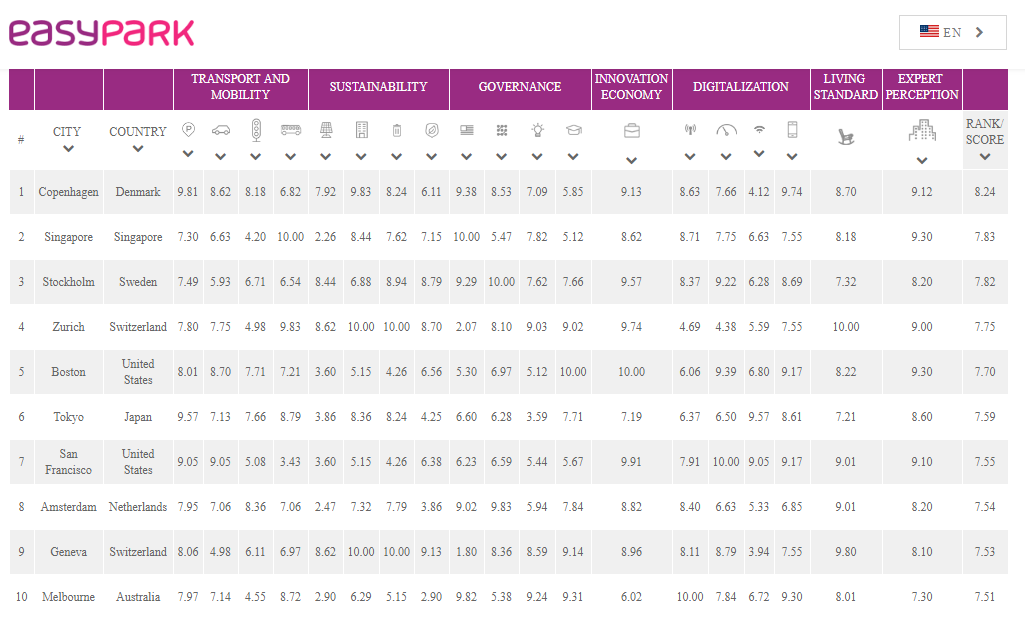 easyPARK
EN
TRANSPORT AND MOBILITY SUSTAINABILITY GOVERNANCE INNOVATION ECONOMY DIGITALIZATION LIVING STANDARD EXPERT PERCEPTION
# CITY COUNTRY RANK/ SCORE
1 Copenhagen Denmark 9.81 8.62 8.18 6.82 7.92 9.83 8.24 6.11 9.38 8.53 7.09 5.85 9.13 8.63 7.66 4.12 9.74 8.70 9.12 8.24
2 Singapore Singapore 7.30 6.63 4.20 10.00 2.26 8.44 7.62 7.15 10.00 5.47 7.82 5.12 8.62 8.71 7.75 6.63 7.55 8.18 9.30 7.83
3 Stockholm Sweden 7.49 5.93 6.71 6.54 8.44 6.88 8.94 8.79 9.29 10.00 7.62 7.66 9.57 8.37 9.22 6.28 8.69 7.32 8.20 7.82
4 Zurich Switzerland 7.80 7.75 4.98 9.83 8.62 10.00 10.00 8.70 2.07 8.10 9.03 9.02 9.74 4.69 4.38 5.59 7.55 10.00 9.00 7.75
5 Boston United States 8.01 8.70 7.71 7.21 3.60 5.15 4.26 6.56 5.30 6.97 5.12 10.00 10.00 6.06 9.39 6.80 9.17 8.22 9.30 7.70
6 Tokyo Japan 9.57 7.13 7.66 8.79 3.86 8.36 8.24 4.25 6.60 6.28 3.59 7.71 7.19 6.37 6.50 9.57 8.61 7.21 8.60 7.59
7 San Francisco United States 9.05 9.05 5.08 3.43 3.60 5.15 4.26 6.38 6.23 6.59 5.44 5.67 9.91 7.91 10.00 9.05 9.17 9.01 9.10 7.55
8 Amsterdam Netherlands 7.95 7.06 8.36 7.06 2.47 7.32 7.79 3.86 9.02 9.83 5.94 7.84 8.82 8.40 6.63 5.33 6.85 9.01 8.20 7.54
9 Geneva Switzerland 8.06 4.98 6.11 6.97 8.62 10.00 10.00 9.13 1.80 8.36 8.59 9.14 8.96 8.11 8.79 3.94 7.55 9.80 8.10 7.53
10 Melbourne Australia 7.97 7.14 4.55 8.72 2.90 6.29 5.15 2.90 9.82 5.38 9.24 9.31 6.02 10.00 7.84 6.72 9.30 8.01 7.30 7.51